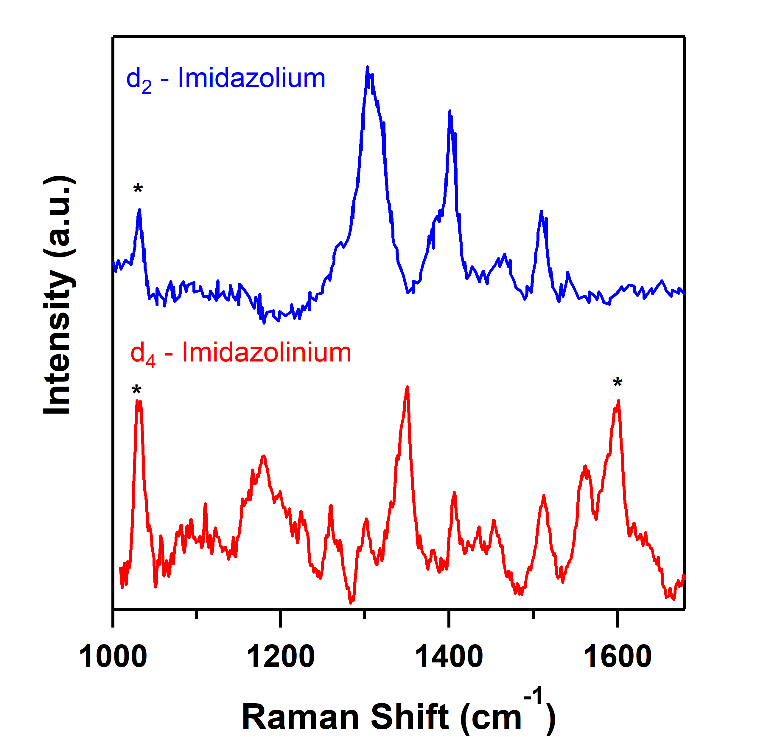 d2 - Imidazolium
*
d4 - Imidazolinium
*
*
Intensity (a.u.)
1000
1200
1400
1600
Raman Shift (cm-1)